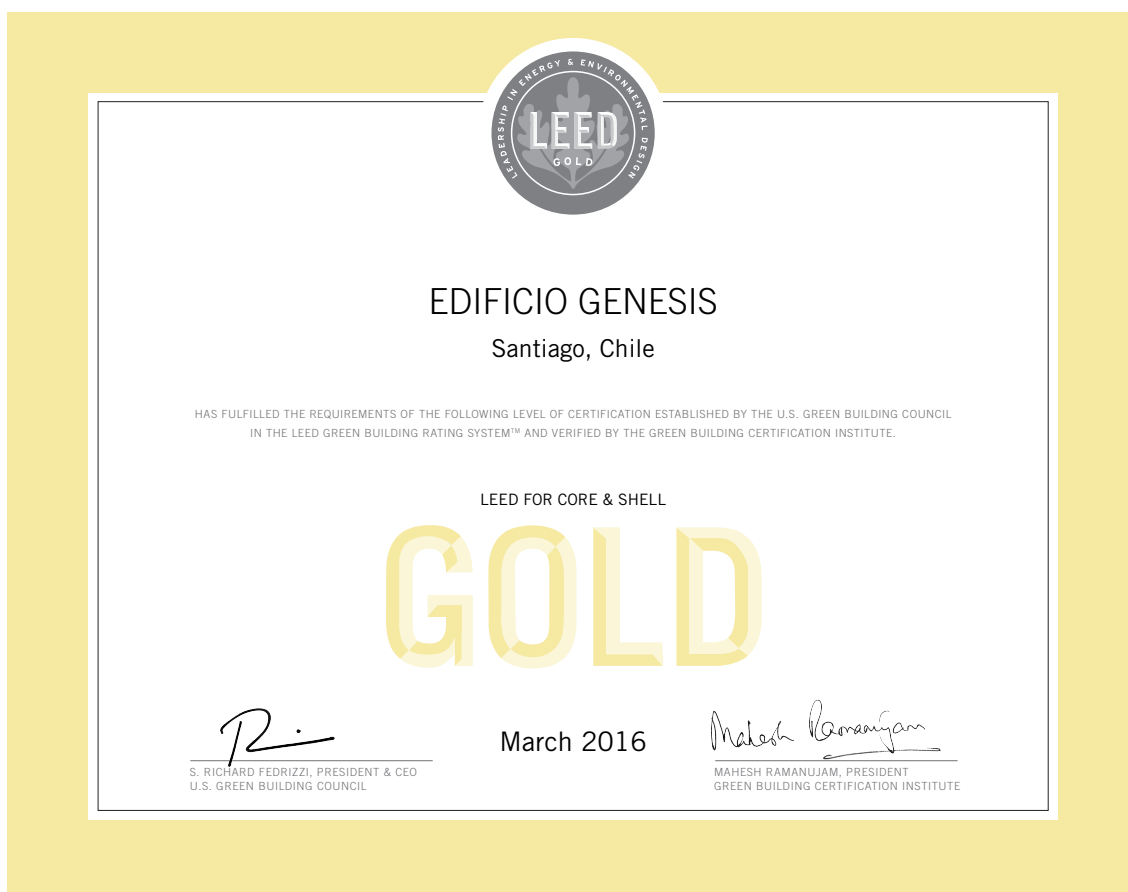 LEADERSHIP IN ENERGY & ENVIRONMENTAL DESIGN
LEED
GOLD
EDIFICIO GENESIS
Santiago, Chile
HAS FULFILLED THE REQUIREMENTS OF THE FOLLOWING LEVEL OF CERTIFICATION ESTABLISHED BY THE U.S. GREEN BUILDING COUNCIL
IN THE LEED GREEN BUILDING RATING SYSTEM™ AND VERIFIED BY THE GREEN BUILDING CERTIFICATION INSTITUTE.
LEED FOR CORE & SHELL
GOLD
March 2016
Mahesh Ramanujam
S. RICHARD FEDRIZZI, PRESIDENT & CEO
U.S. GREEN BUILDING COUNCIL
MAHESH RAMANUJAM, PRESIDENT
GREEN BUILDING CERTIFICATION INSTITUTE